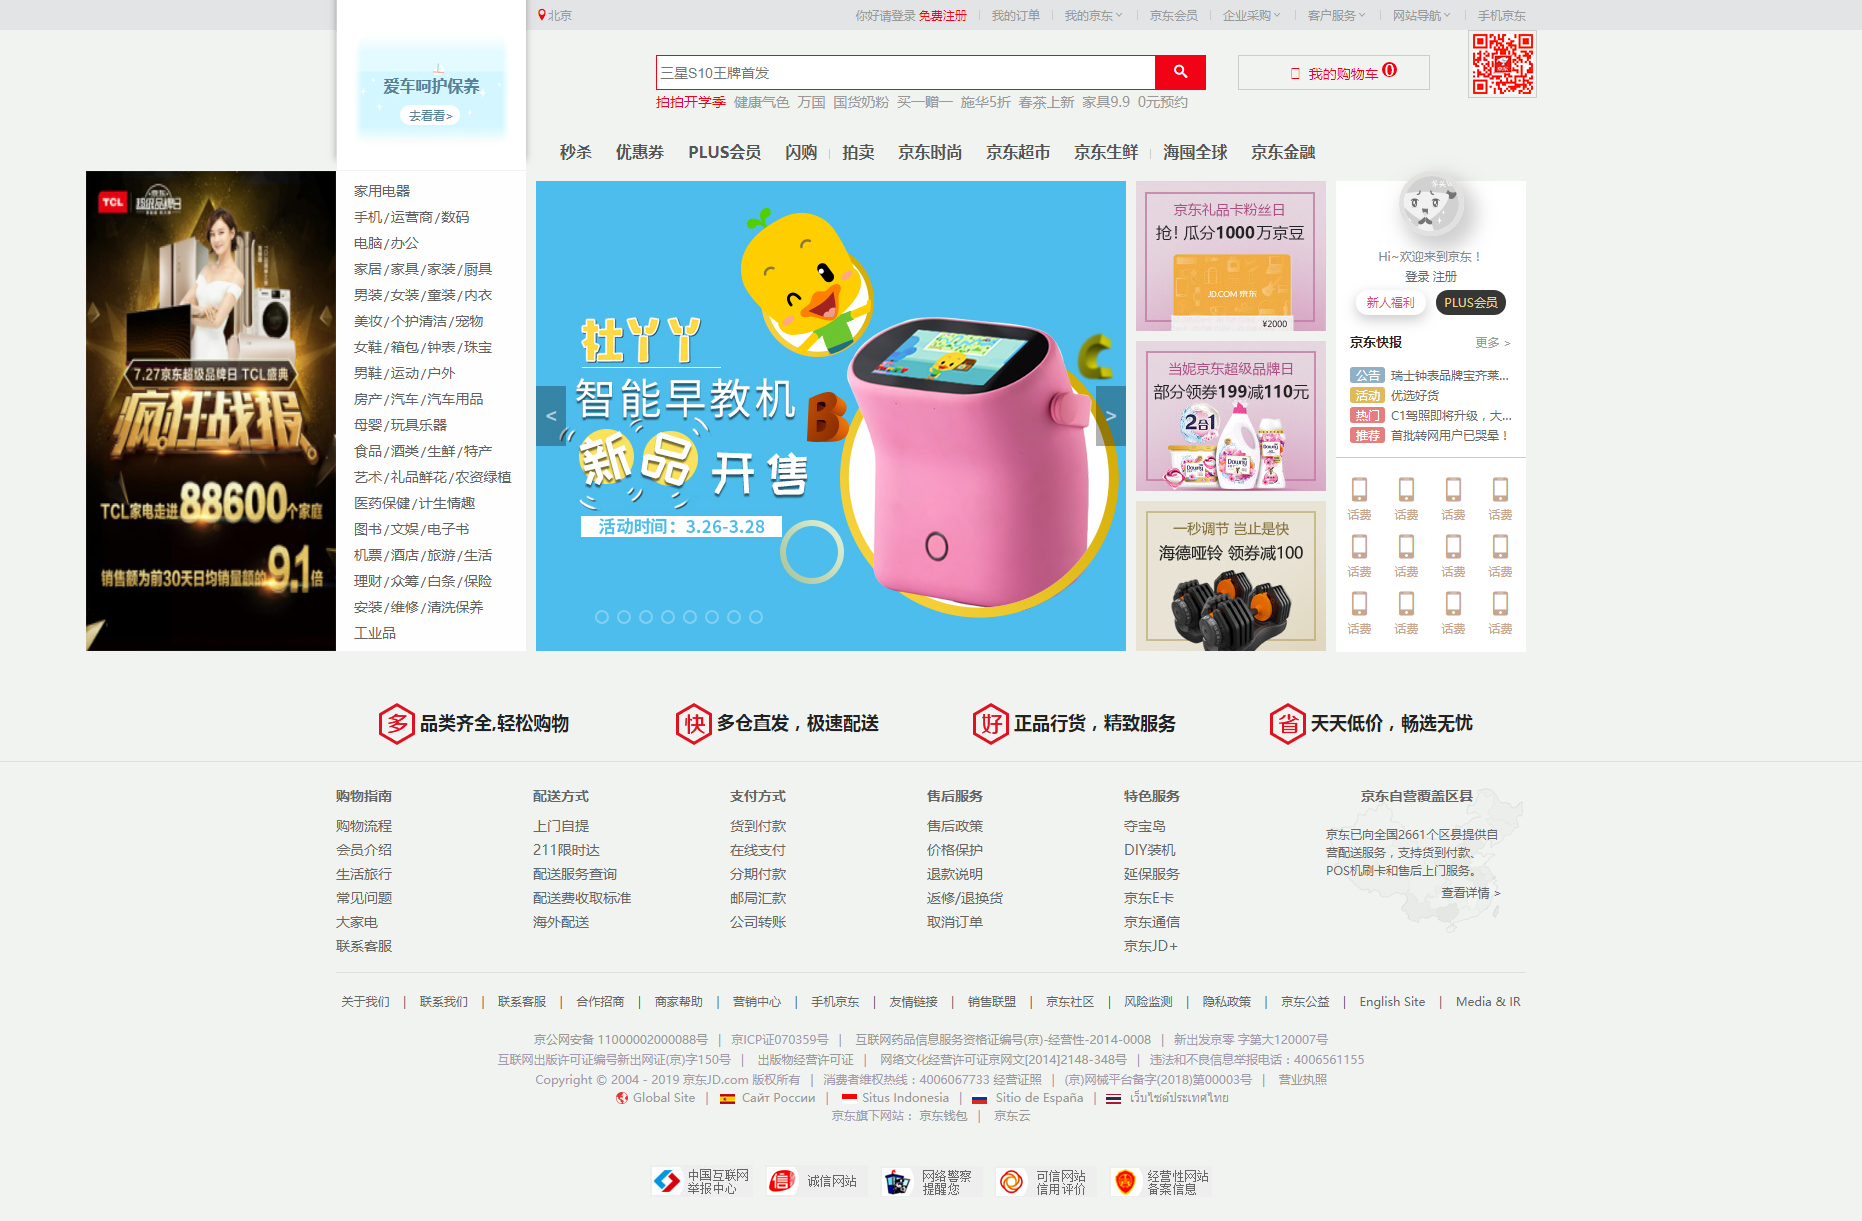 北京
你好请登录 免费注册 我的订单 我的京东 京东会员 企业采购 客户服务 网站导航 手机京东
爱车呵护保养
去看看>
三星S10王牌首发
我的购物车 0
拍拍开学季 健康气色 万国 国货奶粉 买一赠一 施华5折 春茶上新 家具9.9 0元预约
秒杀 优惠券 PLUS会员 闪购 拍卖 京东时尚 京东超市 京东生鲜 海囤全球 京东金融
TCL 京东超级品牌日
7.27京东超级品牌日 TCL盛典
疯狂战报
TCL家电走进88600个家庭
销售额为前30天日均销量额的9.1倍
家用电器
手机/运营商/数码
电脑/办公
家居/家具/家装/厨具
男装/女装/童装/内衣
美妆/个护清洁/宠物
女鞋/箱包/钟表/珠宝
男鞋/运动/户外
房产/汽车/汽车用品
母婴/玩具乐器
食品/酒类/生鲜/特产
艺术/礼品鲜花/农资绿植
医药保健/计生情趣
图书/文娱/电子书
机票/酒店/旅游/生活
理财/众筹/白条/保险
安装/维修/清洗保养
工业品
丫丫
智能早教机
新品开售
活动时间：3.26-3.28
B
C
<
>
京东礼品卡粉丝日
抢! 瓜分1000万京豆
JD.COM 京东
¥2000
当妮京东超级品牌日
部分领券199减110元
2合1
Downy
一秒调节 岂止是快
海德哑铃 领券减100
Hi~欢迎来到京东！
登录 注册
新人福利 PLUS会员
京东快报 更多 >
公告 瑞士钟表品牌宝齐莱...
活动 优选好货
热门 C1驾照即将升级，大...
推荐 首批转网用户已哭晕！
话费 话费 话费 话费
话费 话费 话费 话费
话费 话费 话费 话费
多 品类齐全,轻松购物
快 多仓直发，极速配送
好 正品行货，精致服务
省 天天低价，畅选无忧
购物指南
购物流程
会员介绍
生活旅行
常见问题
大家电
联系客服
配送方式
上门自提
211限时达
配送服务查询
配送费收取标准
海外配送
支付方式
货到付款
在线支付
分期付款
邮局汇款
公司转账
售后服务
售后政策
价格保护
退款说明
返修/退换货
取消订单
特色服务
夺宝岛
DIY装机
延保服务
京东E卡
京东通信
京东JD+
京东自营覆盖区县
京东已向全国2661个区县提供自
营配送服务，支持货到付款、
POS机刷卡和售后上门服务。
查看详情 >
关于我们 | 联系我们 | 联系客服 | 合作招商 | 商家帮助 | 营销中心 | 手机京东 | 友情链接 | 销售联盟 | 京东社区 | 风险监测 | 隐私政策 | 京东公益 | English Site | Media & IR
京公网安备 11000002000088号 | 京ICP证070359号 | 互联网药品信息服务资格证编号(京)-经营性-2014-0008 | 新出发京零 字第大120007号
互联网出版许可证编号新出网证(京)字150号 | 出版物经营许可证 | 网络文化经营许可证京网文[2014]2148-348号 | 违法和不良信息举报电话：4006561155
Copyright © 2004 - 2019 京东JD.com 版权所有 | 消费者维权热线：4006067733 经营证照 | (京)网械平台备字(2018)第00003号 | 营业执照
Global Site | Сайт России | Situs Indonesia | Sitio de España | เว็บไซต์ประเทศไทย
京东旗下网站： 京东钱包 | 京东云
中国互联网
举报中心
诚信网站
网络警察
提醒您
可信网站
信用评价
经营性网站
备案信息